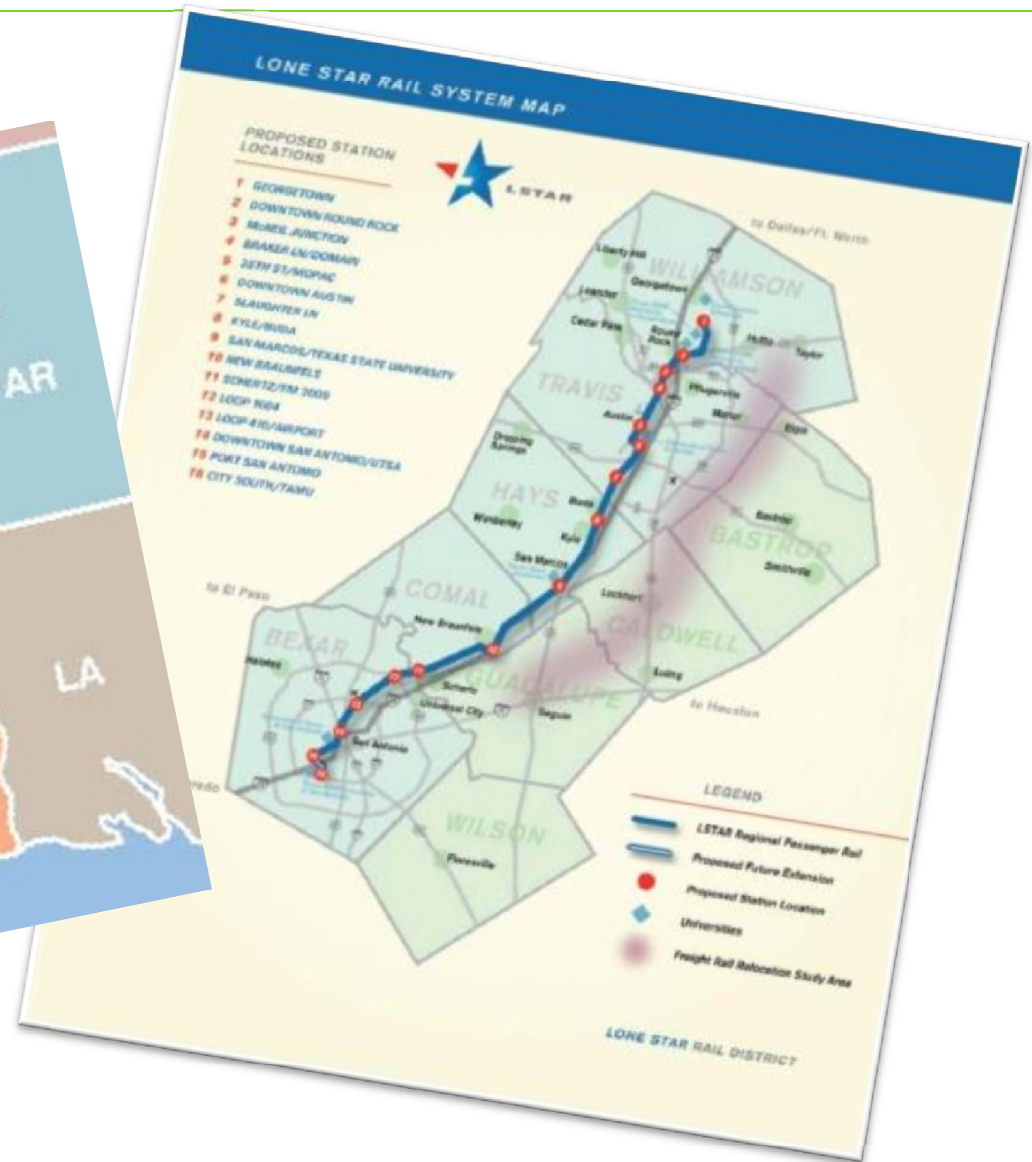 AR
LA
LONE STAR RAIL SYSTEM MAP
PROPOSED STATION
LOCATIONS
LSTAR
1 GEORGETOWN
2 DOWNTOWN ROUND ROCK
3 McNEIL JUNCTION
4 BRAKER LN/DOMAIN
5 35TH ST/MOPAC
6 DOWNTOWN AUSTIN
7 SLAUGHTER LN
8 KYLE/BUDA
9 SAN MARCOS/TEXAS STATE UNIVERSITY
10 NEW BRAUNFELS
11 SCHERTZ/FM 3009
12 LOOP 1604
13 LOOP 410/AIRPORT
14 DOWNTOWN SAN ANTONIO/UTSA
15 PORT SAN ANTONIO
16 CITY SOUTH/TAMU
to Dallas/Ft. Worth
Liberty Hill
WILLIAMSON
Georgetown
Leander
Cedar Park
Round
Rock
Hutto
Taylor
TRAVIS
Pflugerville
Manor
Austin
Elgin
Dripping
Springs
HAYS
Buda
Wimberley
Kyle
Bastrop
BASTROP
Smithville
San Marcos
to El Paso
COMAL
Lockhart
New Braunfels
CALDWELL
BEXAR
Luling
GUADALUPE
Schertz
Universal City
Seguin
to Houston
San Antonio
WILSON
Floresville
LEGEND
LSTAR Regional Passenger Rail
Proposed Future Extension
Proposed Station Location
Universities
Freight Rail Relocation Study Area
LONE STAR RAIL DISTRICT